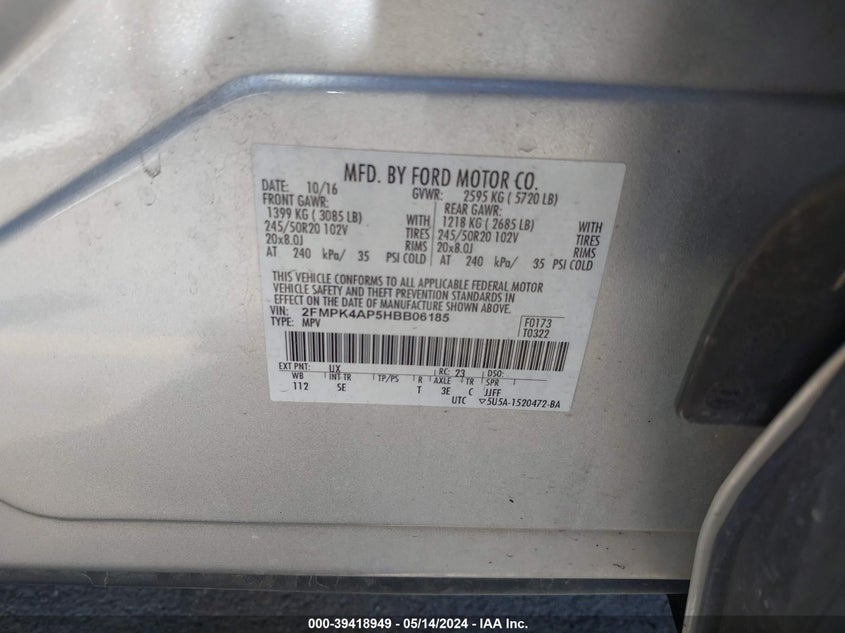 MFD. BY FORD MOTOR CO.
DATE: 10/16 GVWR: 2595 KG ( 5720 LB)
FRONT GAWR: REAR GAWR:
1399 KG ( 3085 LB) WITH 1218 KG ( 2685 LB) WITH
245/50R20 102V TIRES 245/50R20 102V TIRES
20x8.0J RIMS 20x8.0J RIMS
AT 240 kPa/ 35 PSI COLD AT 240 kPa/ 35 PSI COLD
THIS VEHICLE CONFORMS TO ALL APPLICABLE FEDERAL MOTOR
VEHICLE SAFETY AND THEFT PREVENTION STANDARDS IN
EFFECT ON THE DATE OF MANUFACTURE SHOWN ABOVE.
VIN: 2FMPK4AP5HBB06185 F0173
TYPE: MPV T0322
EXT PNT: UX RC: 23 DSO:
WB INT TR TP/PS R AXLE TR SPR
112 SE T 3E C JJFF
UTC ▽5U5A-1520472-BA
000-39418949 • 05/14/2024 • IAA Inc.